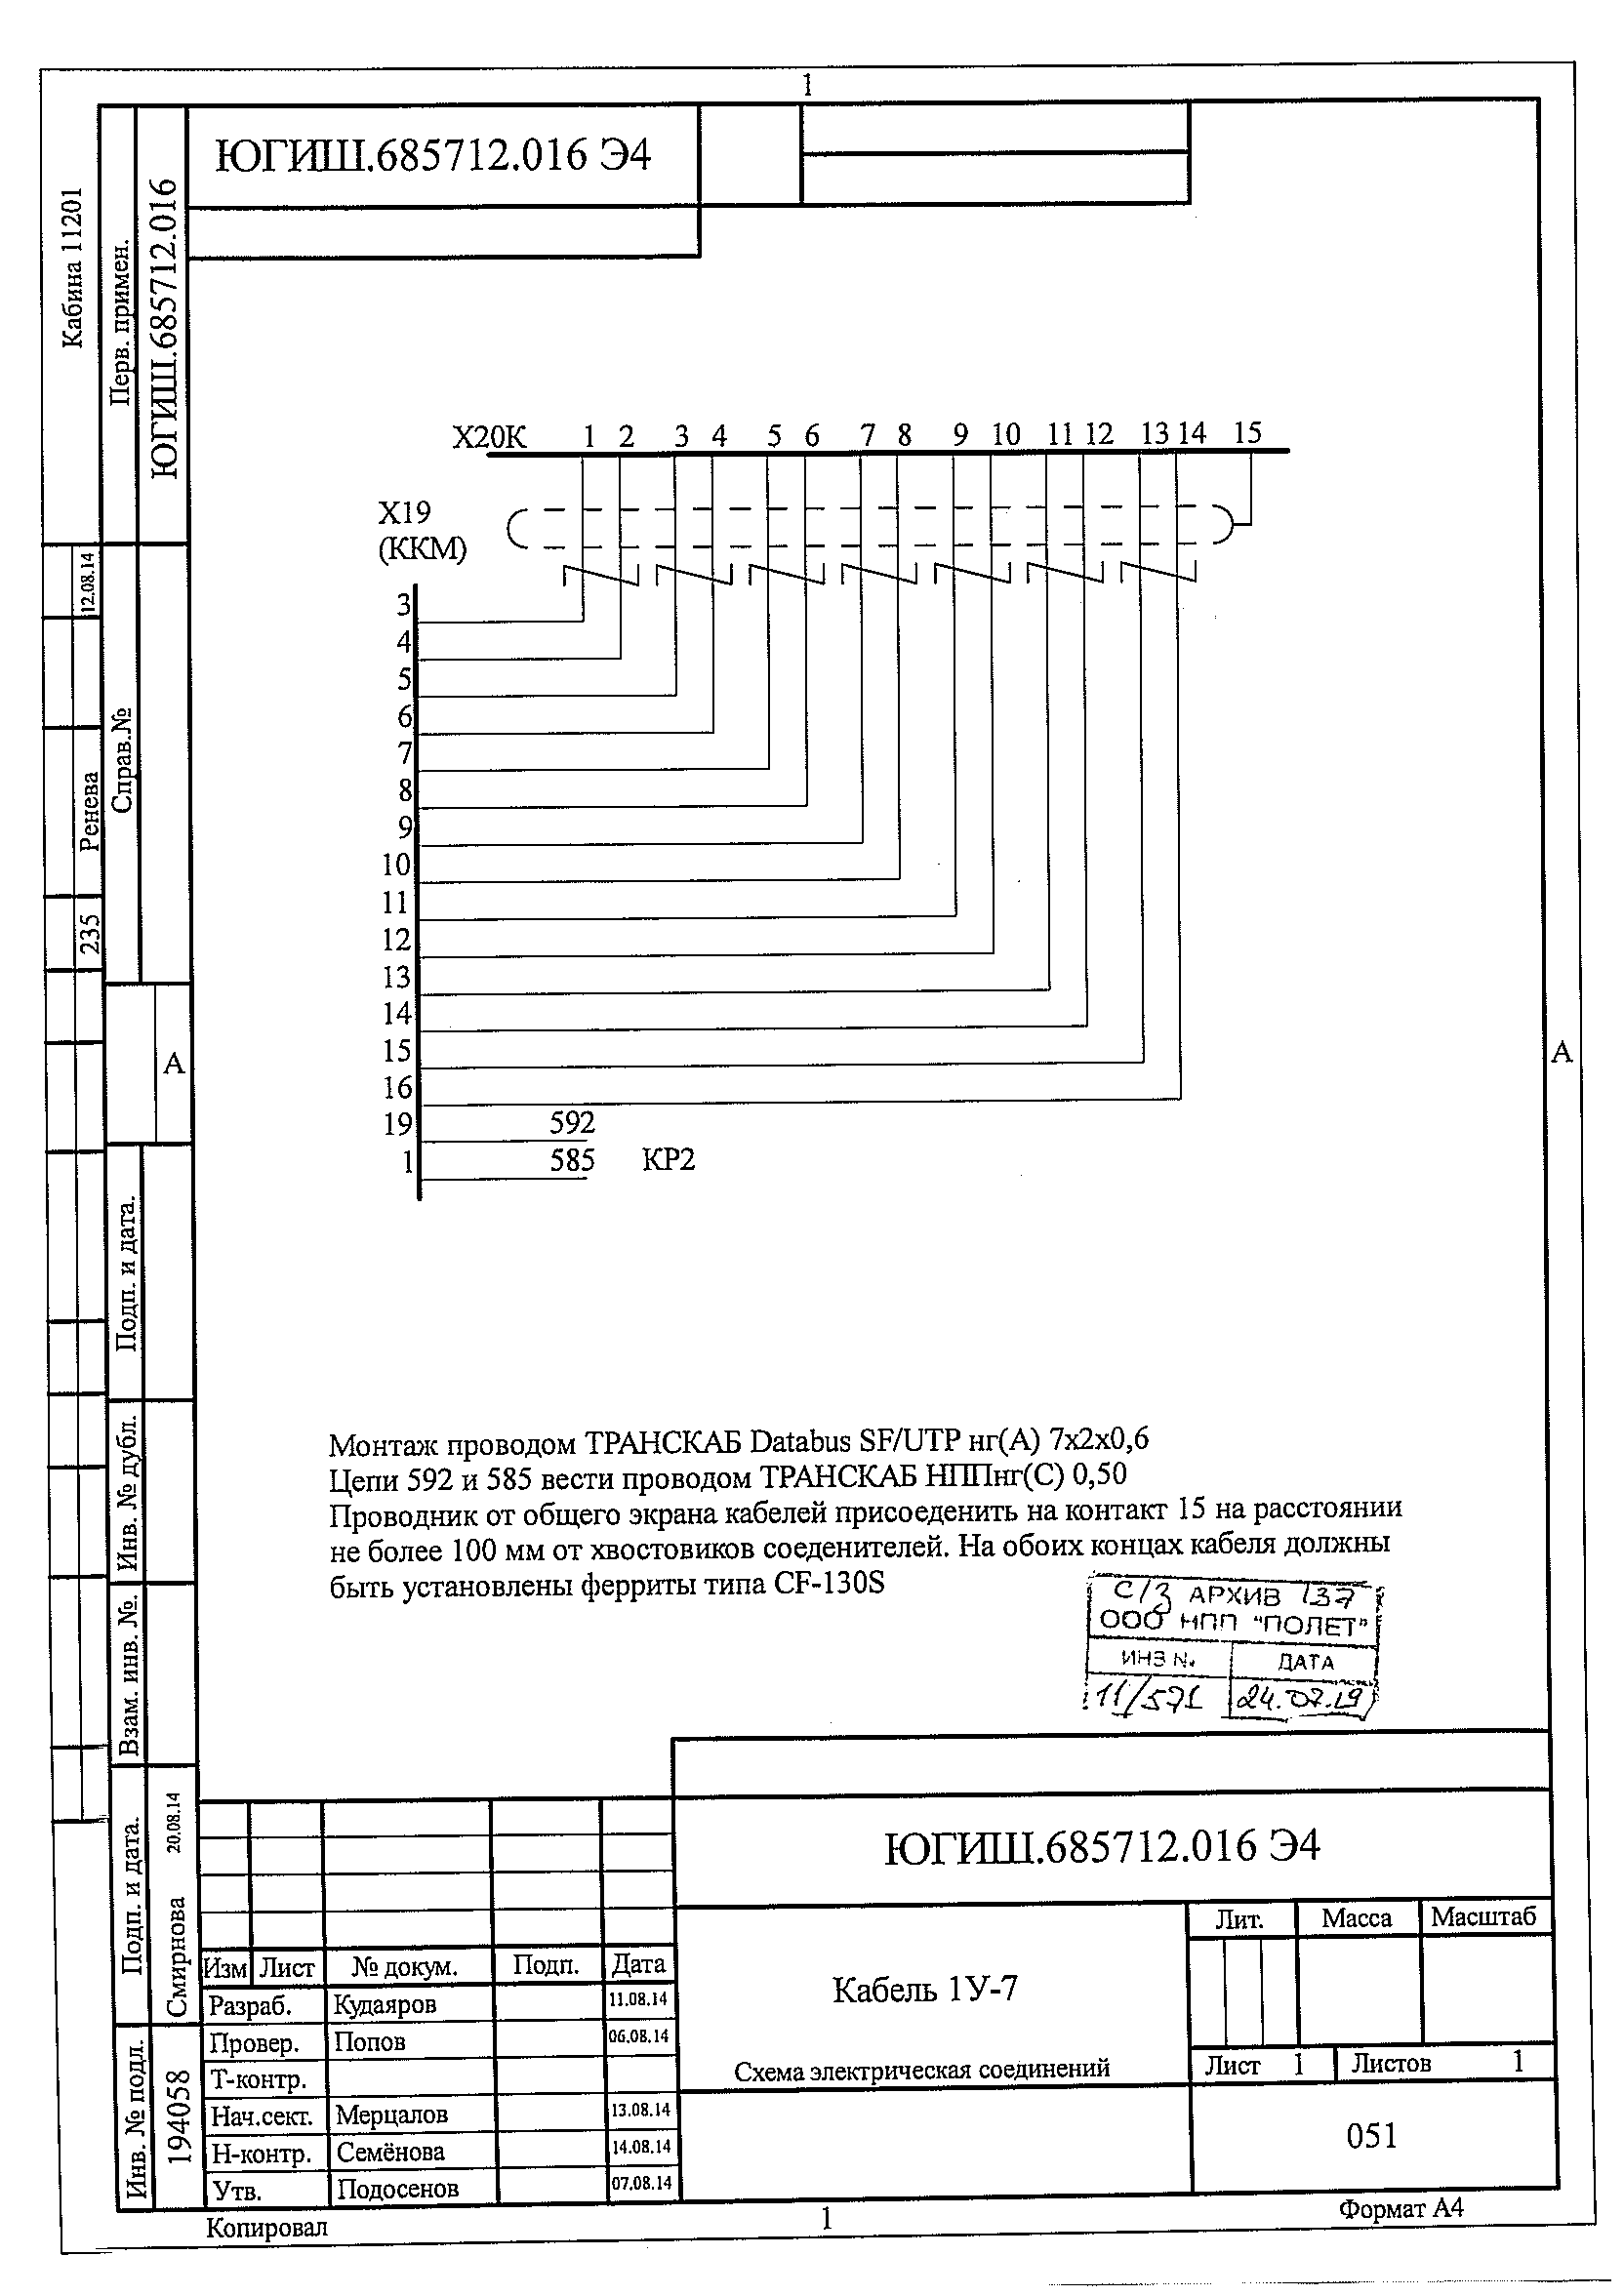 1
ЮГИШ.685712.016 Э4
Кабина 11201
Перв. примен.
ЮГИШ.685712.016
Х20К 1 2 3 4 5 6 7 8 9 10 11 12 13 14 15
Х19
(ККМ)
3
4
5
6
7
8
9
10
11
12
13
14
15
16
19 592
1 585 КР2
12.08.14
Ренева
235
Справ.№
А
А
Подп. и дата.
Инв. № дубл.
Взам. инв. №.
Подп. и дата.
Смирнова 20.08.14
Инв. № подл.
194058
Монтаж проводом ТРАНСКАБ Databus SF/UTP нг(А) 7х2х0,6
Цепи 592 и 585 вести проводом ТРАНСКАБ НППнг(С) 0,50
Проводник от общего экрана кабелей присоеденить на контакт 15 на расстоянии
не более 100 мм от хвостовиков соеденителей. На обоих концах кабеля должны
быть установлены ферриты типа CF-130S
С/З АРХИВ 137
ООО НПП "ПОЛЕТ"
ИНВ N. ДАТА
11/571 24.07.19
ЮГИШ.685712.016 Э4
Лит. Масса Масштаб
Изм Лист № докум. Подп. Дата
Разраб. Кудаяров 11.08.14
Провер. Попов 06.08.14
Т-контр.
Нач.сект. Мерцалов 13.08.14
Н-контр. Семёнова 14.08.14
Утв. Подосенов 07.08.14
Кабель 1У-7
Схема электрическая соединений
Лист 1 Листов 1
051
Копировал
1
Формат А4